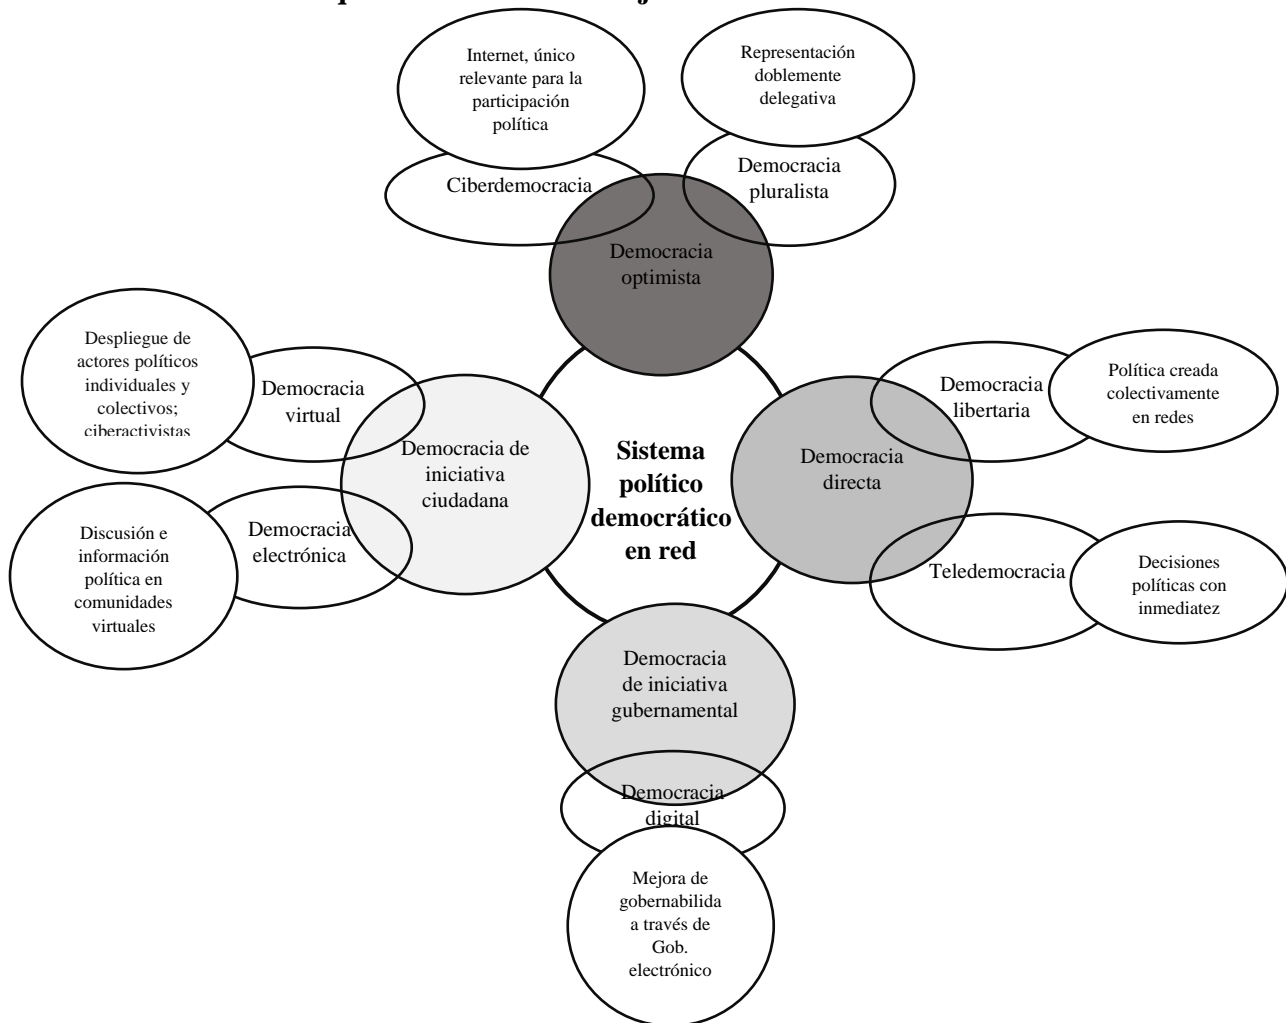 Internet, único
relevante para la
participación
política
Representación
doblemente
delegativa
Ciberdemocracia
Democracia
pluralista
Democracia
optimista
Despliegue de
actores políticos
individuales y
colectivos;
ciberactivistas
Democracia
virtual
Democracia de
iniciativa
ciudadana
Discusión e
información
política en
comunidades
virtuales
Democracia
electrónica
Sistema
político
democrático
en red
Democracia
directa
Democracia
libertaria
Política creada
colectivamente
en redes
Teledemocracia
Decisiones
políticas con
inmediatez
Democracia
de iniciativa
gubernamental
Democracia
digital
Mejora de
gobernabilida
a través de
Gob.
electrónico